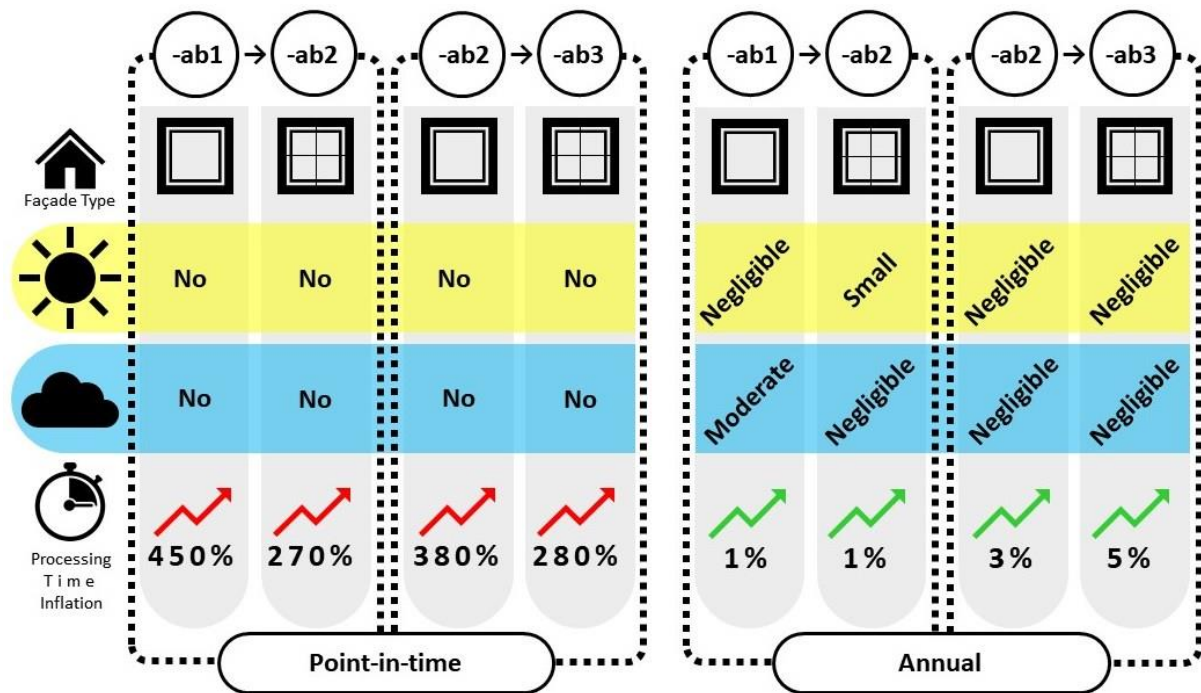 -ab1 → -ab2 -ab2 → -ab3 -ab1 → -ab2 -ab2 → -ab3
Façade Type
No No No No Negligible Small Negligible Negligible
No No No No Moderate Negligible Negligible Negligible
450% 270% 380% 280% 1% 1% 3% 5%
Processing
Time
Inflation
Point-in-time Annual